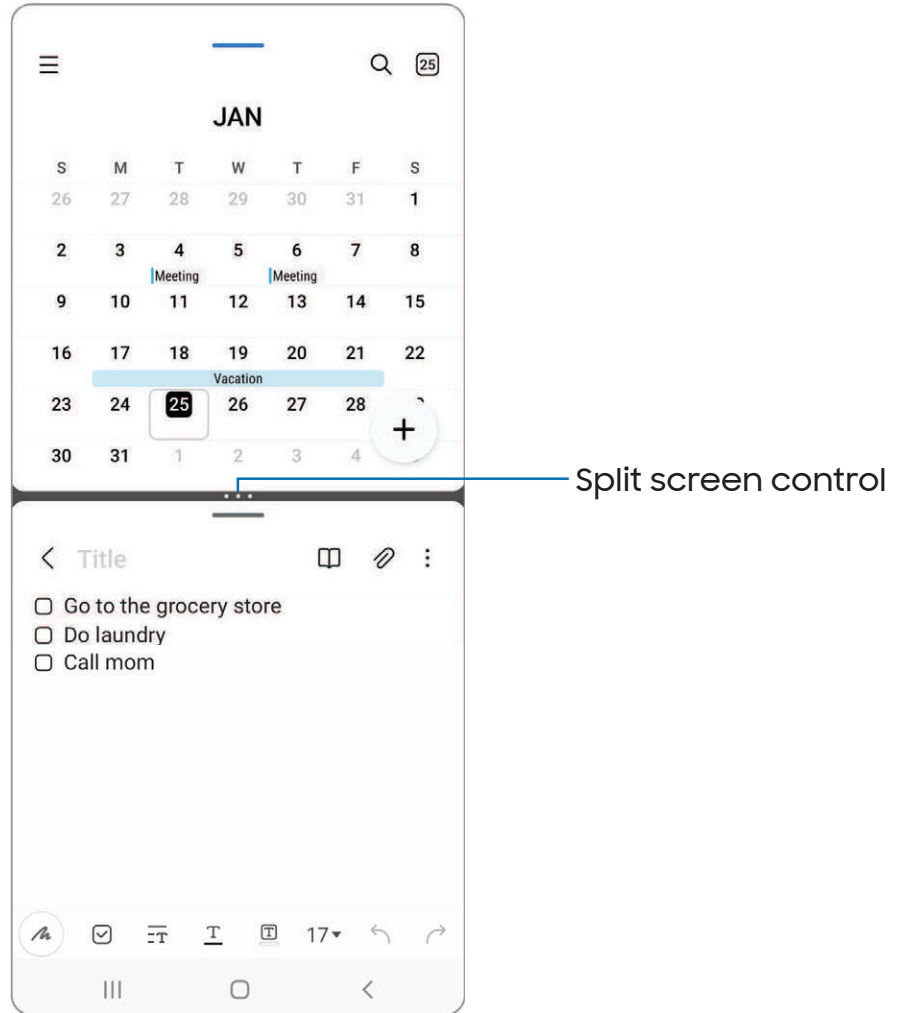 25
JAN
S M T W T F S
26 27 28 29 30 31 1
2 3 4 5 6 7 8
Meeting Meeting
9 10 11 12 13 14 15
16 17 18 19 20 21 22
Vacation
23 24 25 26 27 28
30 31 1 2 3 4
Split screen control
Title
Go to the grocery store
Do laundry
Call mom
T T T 17